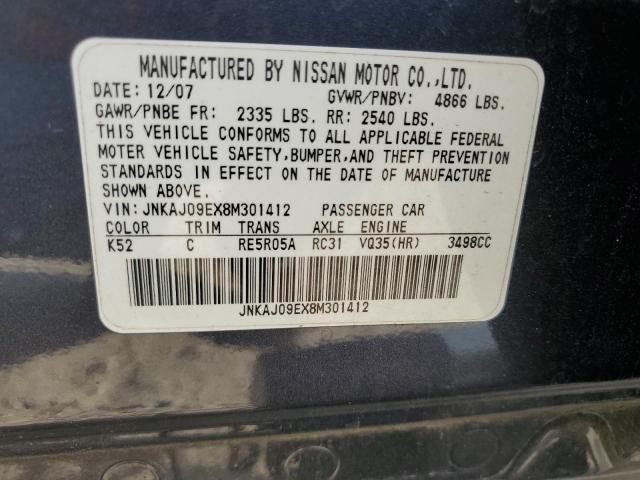 MANUFACTURED BY NISSAN MOTOR CO.,LTD.
DATE: 12/07 GVWR/PNBV: 4866 LBS.
GAWR/PNBE FR: 2335 LBS. RR: 2540 LBS.
THIS VEHICLE CONFORMS TO ALL APPLICABLE FEDERAL
MOTER VEHICLE SAFETY,BUMPER,AND THEFT PREVENTION
STANDARDS IN EFFECT ON THE DATE OF MANUFACTURE
SHOWN ABOVE.
VIN:JNKAJ09EX8M301412 PASSENGER CAR
COLOR TRIM TRANS AXLE ENGINE
K52 C RE5R05A RC31 VQ35(HR) 3498CC
JNKAJ09EX8M301412